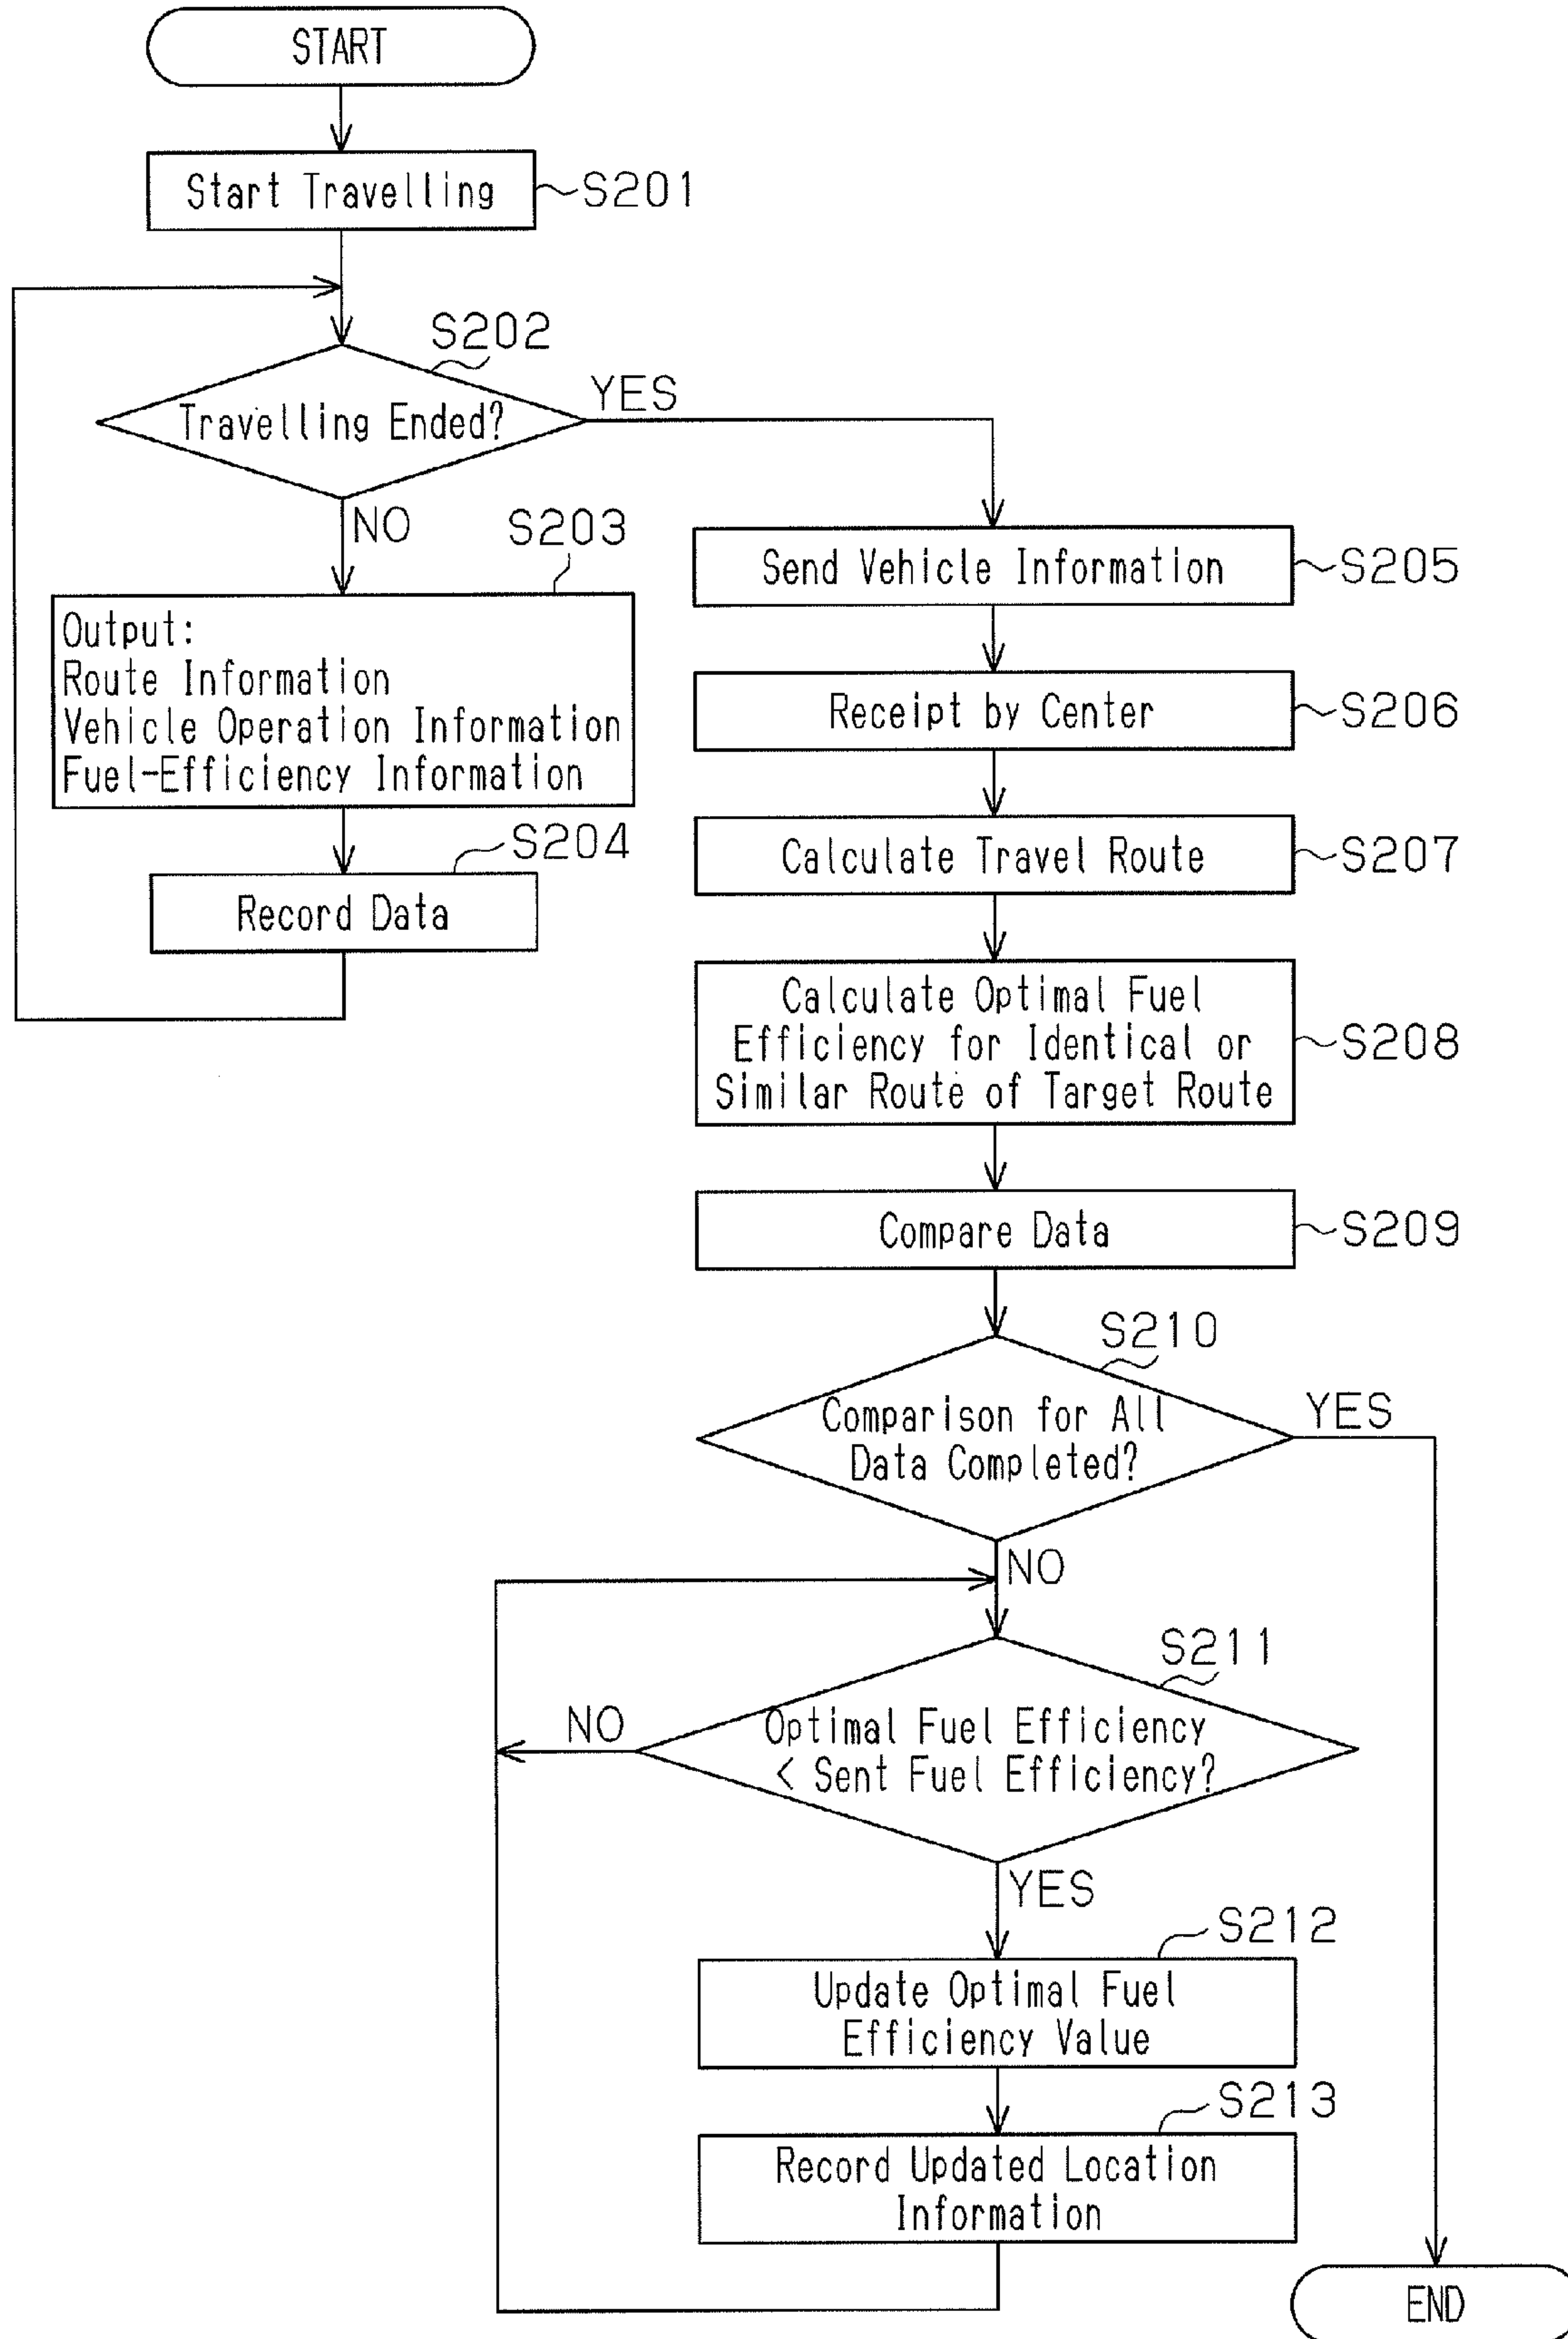 START
Start Travelling
S201
S202
Travelling Ended?
YES
NO
S203
Output:
Route Information
Vehicle Operation Information
Fuel-Efficiency Information
S204
Record Data
Send Vehicle Information
S205
Receipt by Center
S206
Calculate Travel Route
S207
Calculate Optimal Fuel
Efficiency for Identical or
Similar Route of Target Route
S208
Compare Data
S209
S210
Comparison for All
Data Completed?
YES
NO
S211
Optimal Fuel Efficiency
< Sent Fuel Efficiency?
NO
YES
S212
Update Optimal Fuel
Efficiency Value
S213
Record Updated Location
Information
END